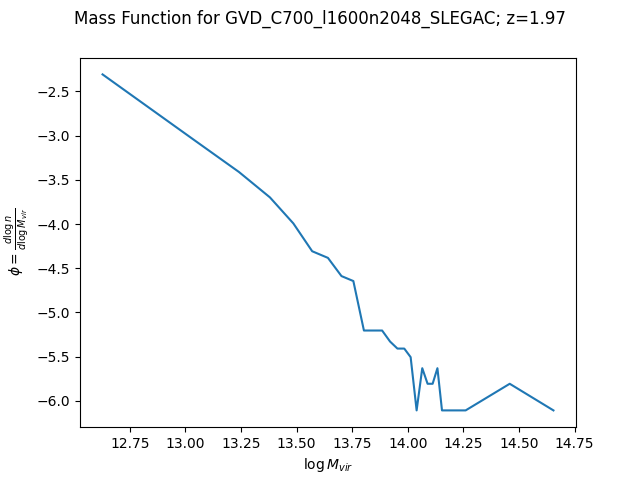 Mass Function for GVD_C700_l1600n2048_SLEGAC; z=1.97
−2.5
−3.0
−3.5
−4.0
−4.5
−5.0
−5.5
−6.0
ϕ = d log n / d log M_vir
12.75 13.00 13.25 13.50 13.75 14.00 14.25 14.50 14.75
log M_vir